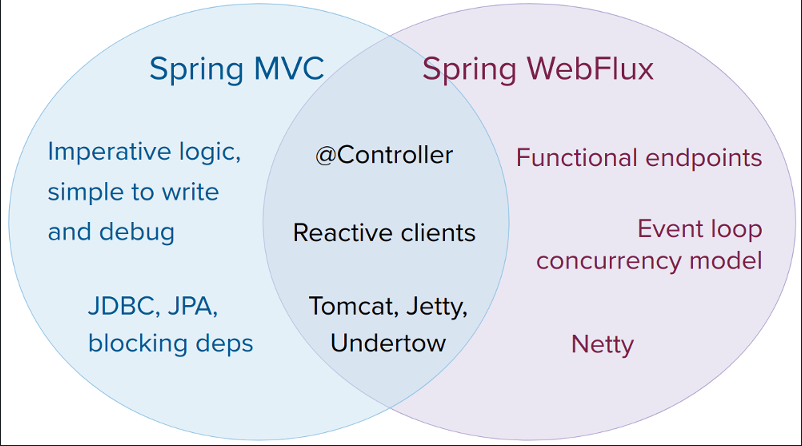 Spring MVC
Spring WebFlux
Imperative logic,
simple to write
and debug
JDBC, JPA,
blocking deps
@Controller
Reactive clients
Tomcat, Jetty,
Undertow
Functional endpoints
Event loop
concurrency model
Netty